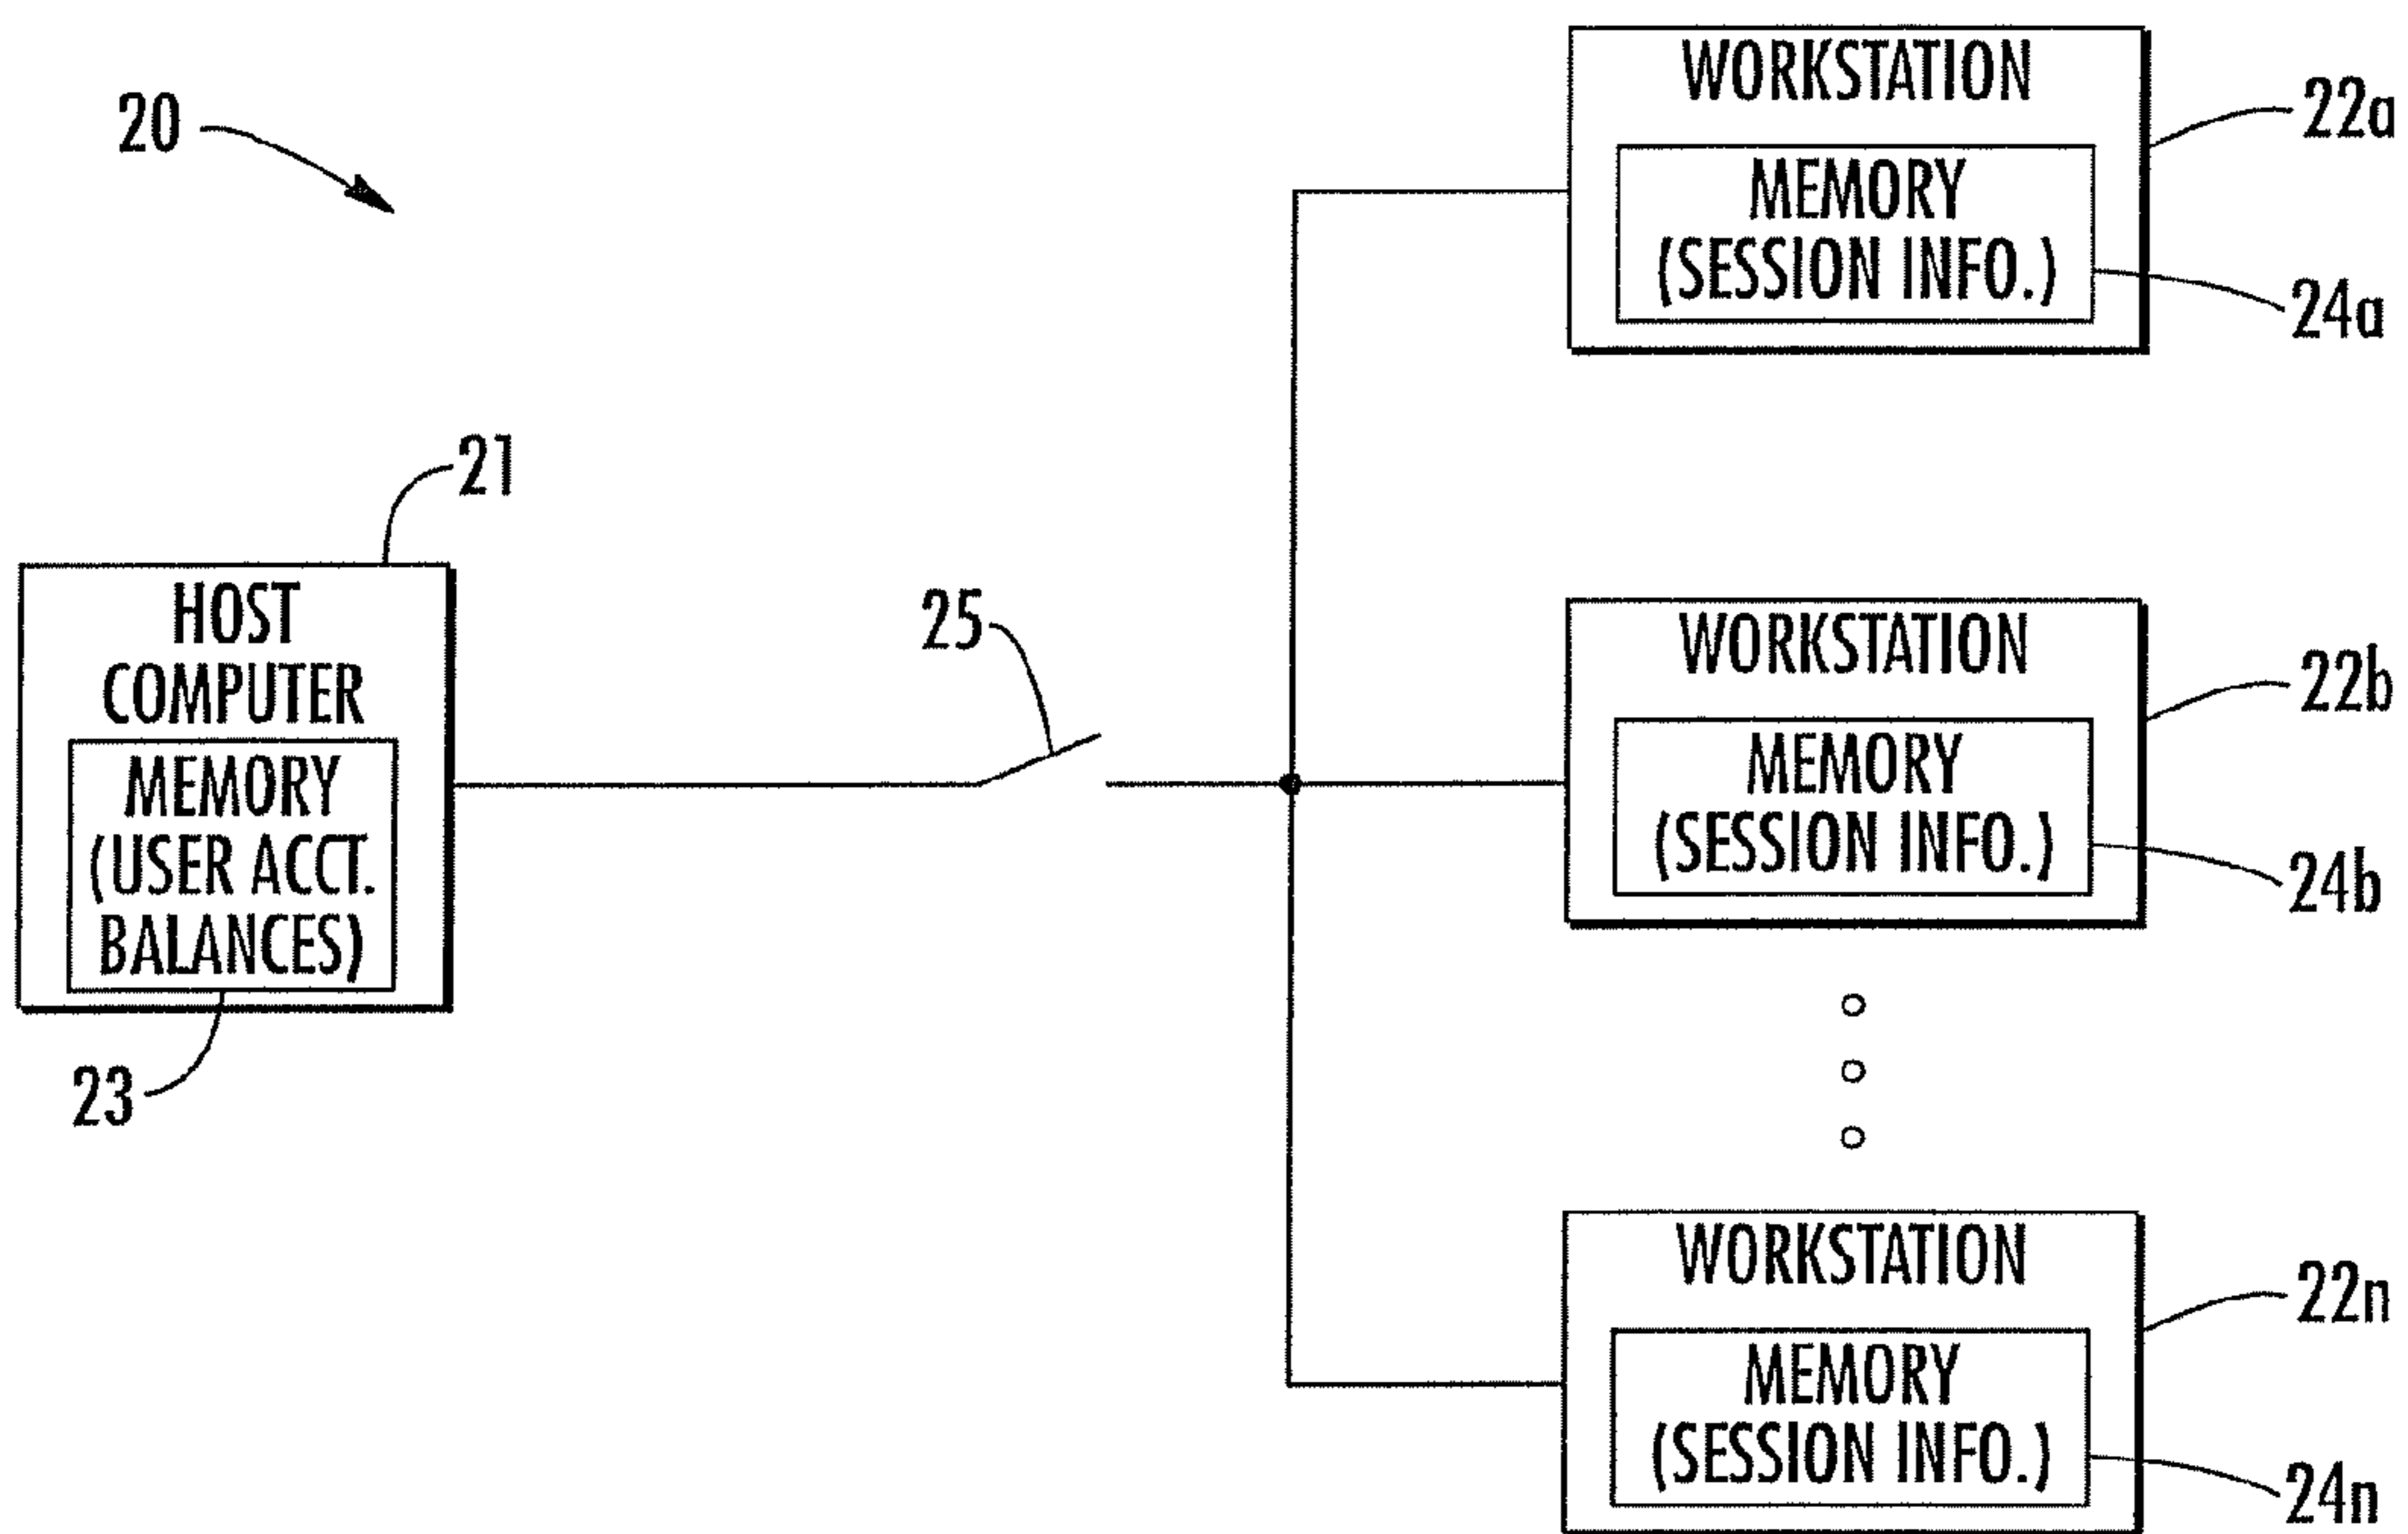 20
21
HOST
COMPUTER
MEMORY
(USER ACCT.
BALANCES)
23
25
WORKSTATION
MEMORY
(SESSION INFO.)
22a
24a
WORKSTATION
MEMORY
(SESSION INFO.)
22b
24b
WORKSTATION
MEMORY
(SESSION INFO.)
22n
24n